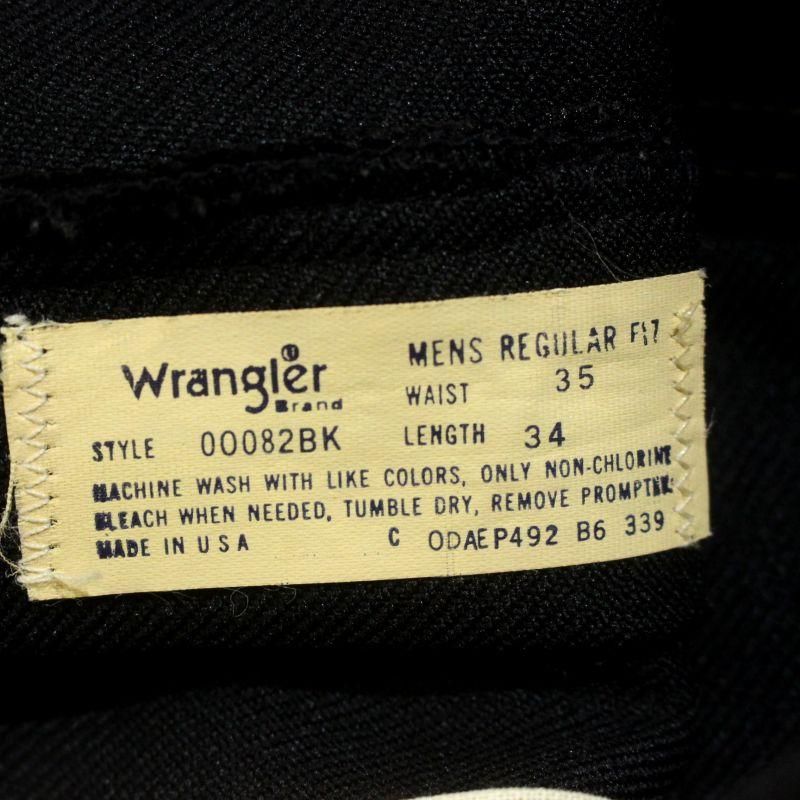 Wrangler®
Brand
MENS REGULAR FIT
WAIST 35
STYLE 00082BK LENGTH 34
MACHINE WASH WITH LIKE COLORS, ONLY NON-CHLORINE
BLEACH WHEN NEEDED, TUMBLE DRY, REMOVE PROMPTLY
MADE IN U S A C ODAEP492 B6 339